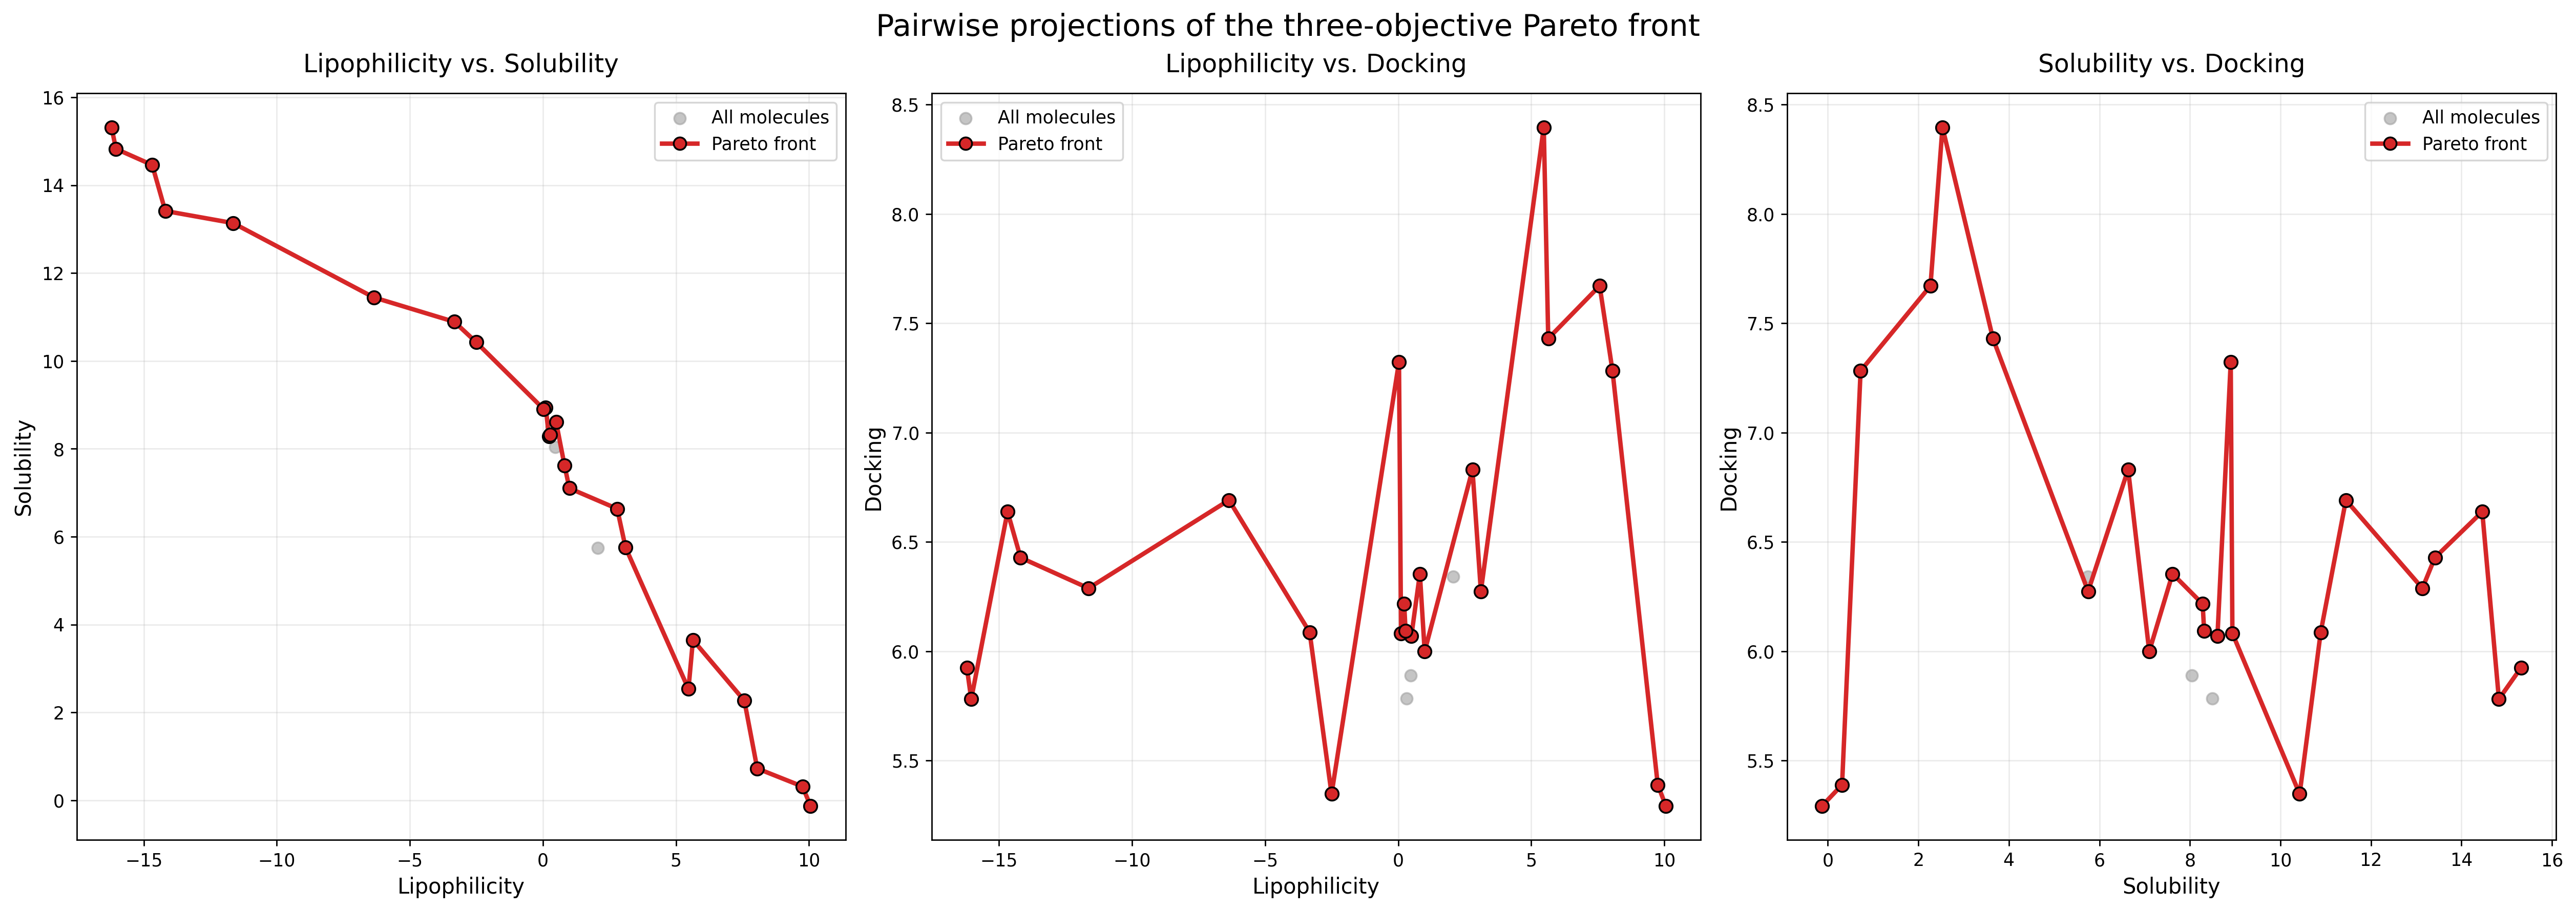 Pairwise projections of the three-objective Pareto front
Lipophilicity vs. Solubility
16
14
12
10
8
6
4
2
0
−15
−10
−5
0
5
10
Solubility
Lipophilicity
All molecules
Pareto front
Lipophilicity vs. Docking
8.5
8.0
7.5
7.0
6.5
6.0
5.5
−15
−10
−5
0
5
10
Docking
Lipophilicity
All molecules
Pareto front
Solubility vs. Docking
8.5
8.0
7.5
7.0
6.5
6.0
5.5
0
2
4
6
8
10
12
14
16
Docking
Solubility
All molecules
Pareto front